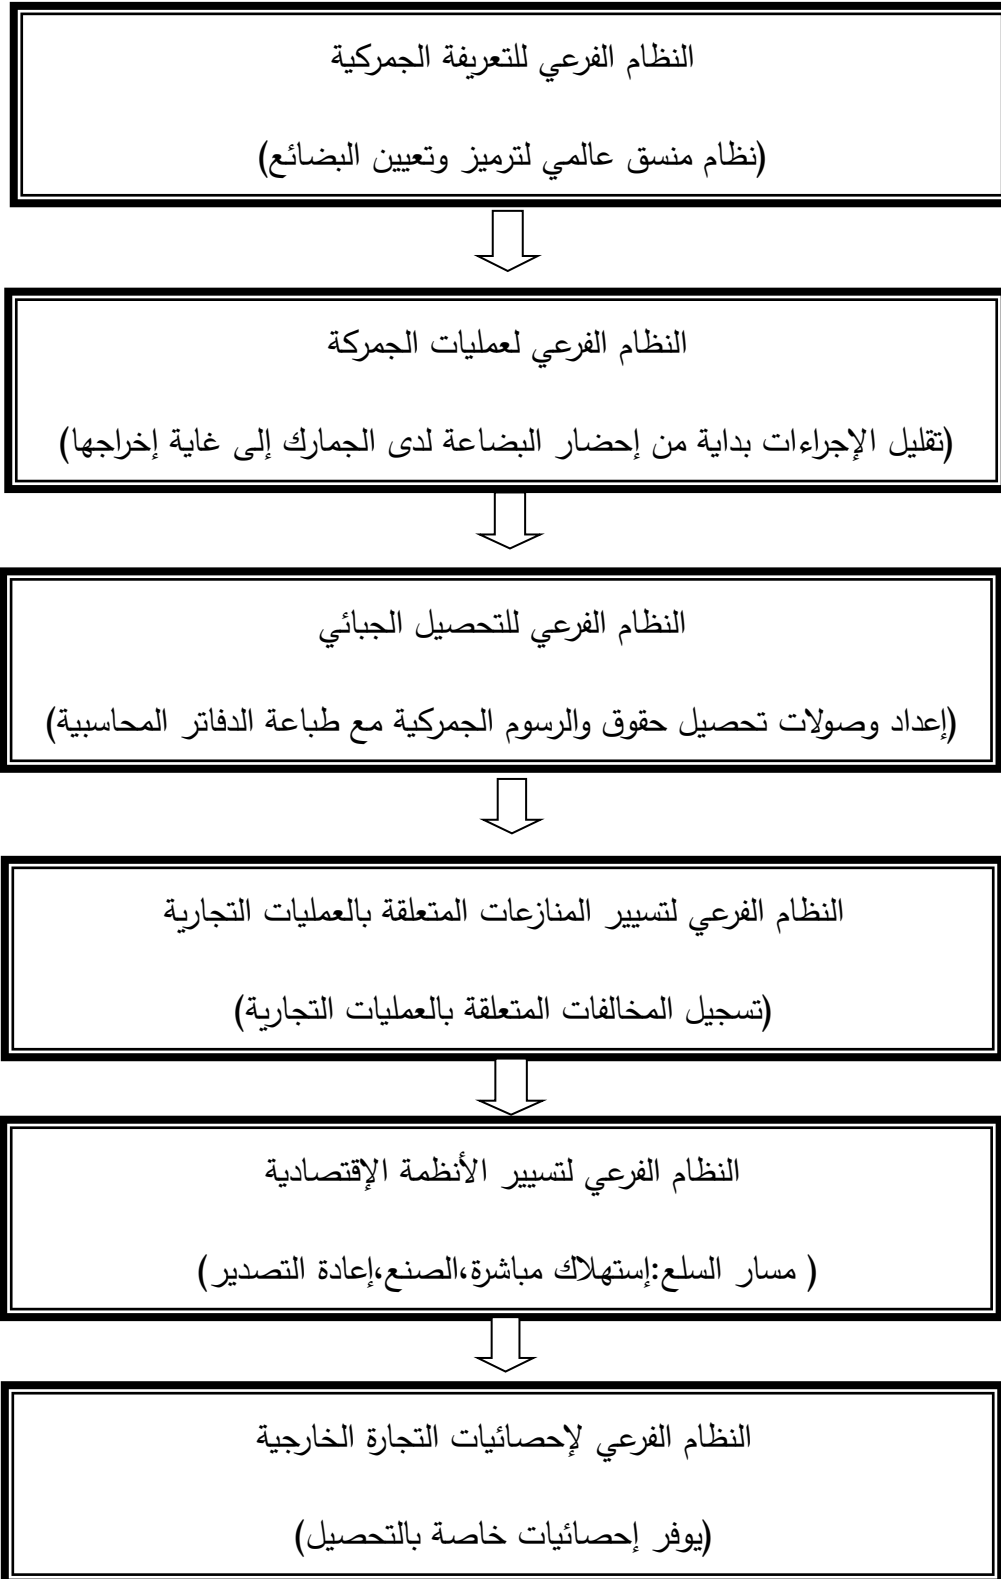 النظام الفرعي للتعريفة الجمركية
(نظام منسق عالمي لترميز وتعيين البضائع)
النظام الفرعي لعمليات الجمركة
(تقليل الإجراءات بداية من إحضار البضاعة لدى الجمارك إلى غاية إخراجها)
النظام الفرعي للتحصيل الجبائي
(إعداد وصولات تحصيل حقوق والرسوم الجمركية مع طباعة الدفاتر المحاسبية)
النظام الفرعي لتسيير المنازعات المتعلقة بالعمليات التجارية
(تسجيل المخالفات المتعلقة بالعمليات التجارية)
النظام الفرعي لتسيير الأنظمة الإقتصادية
( مسار السلع:إستهلاك مباشرة،الصنع،إعادة التصدير)
النظام الفرعي لإحصائيات التجارة الخارجية
(يوفر إحصائيات خاصة بالتحصيل)